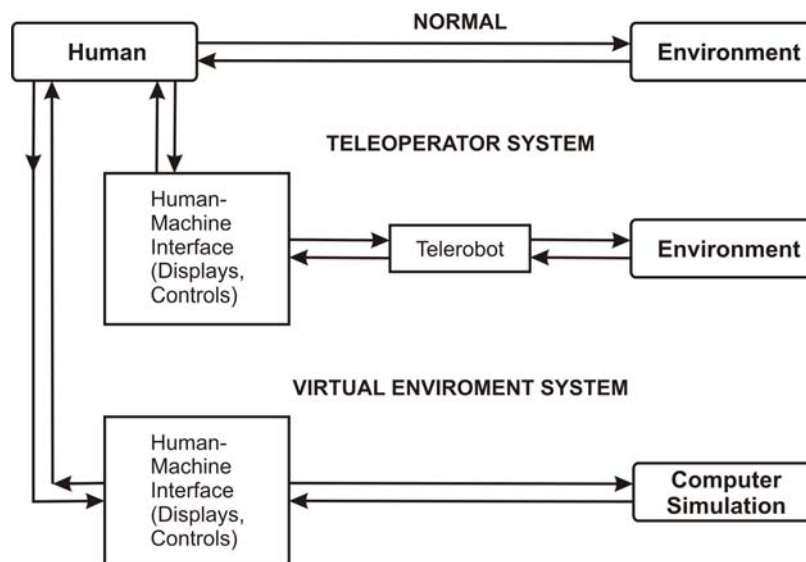 NORMAL
Human
Environment
TELEOPERATOR SYSTEM
Human-
Machine
Interface
(Displays,
Controls)
Telerobot
Environment
VIRTUAL ENVIROMENT SYSTEM
Human-
Machine
Interface
(Displays,
Controls)
Computer
Simulation